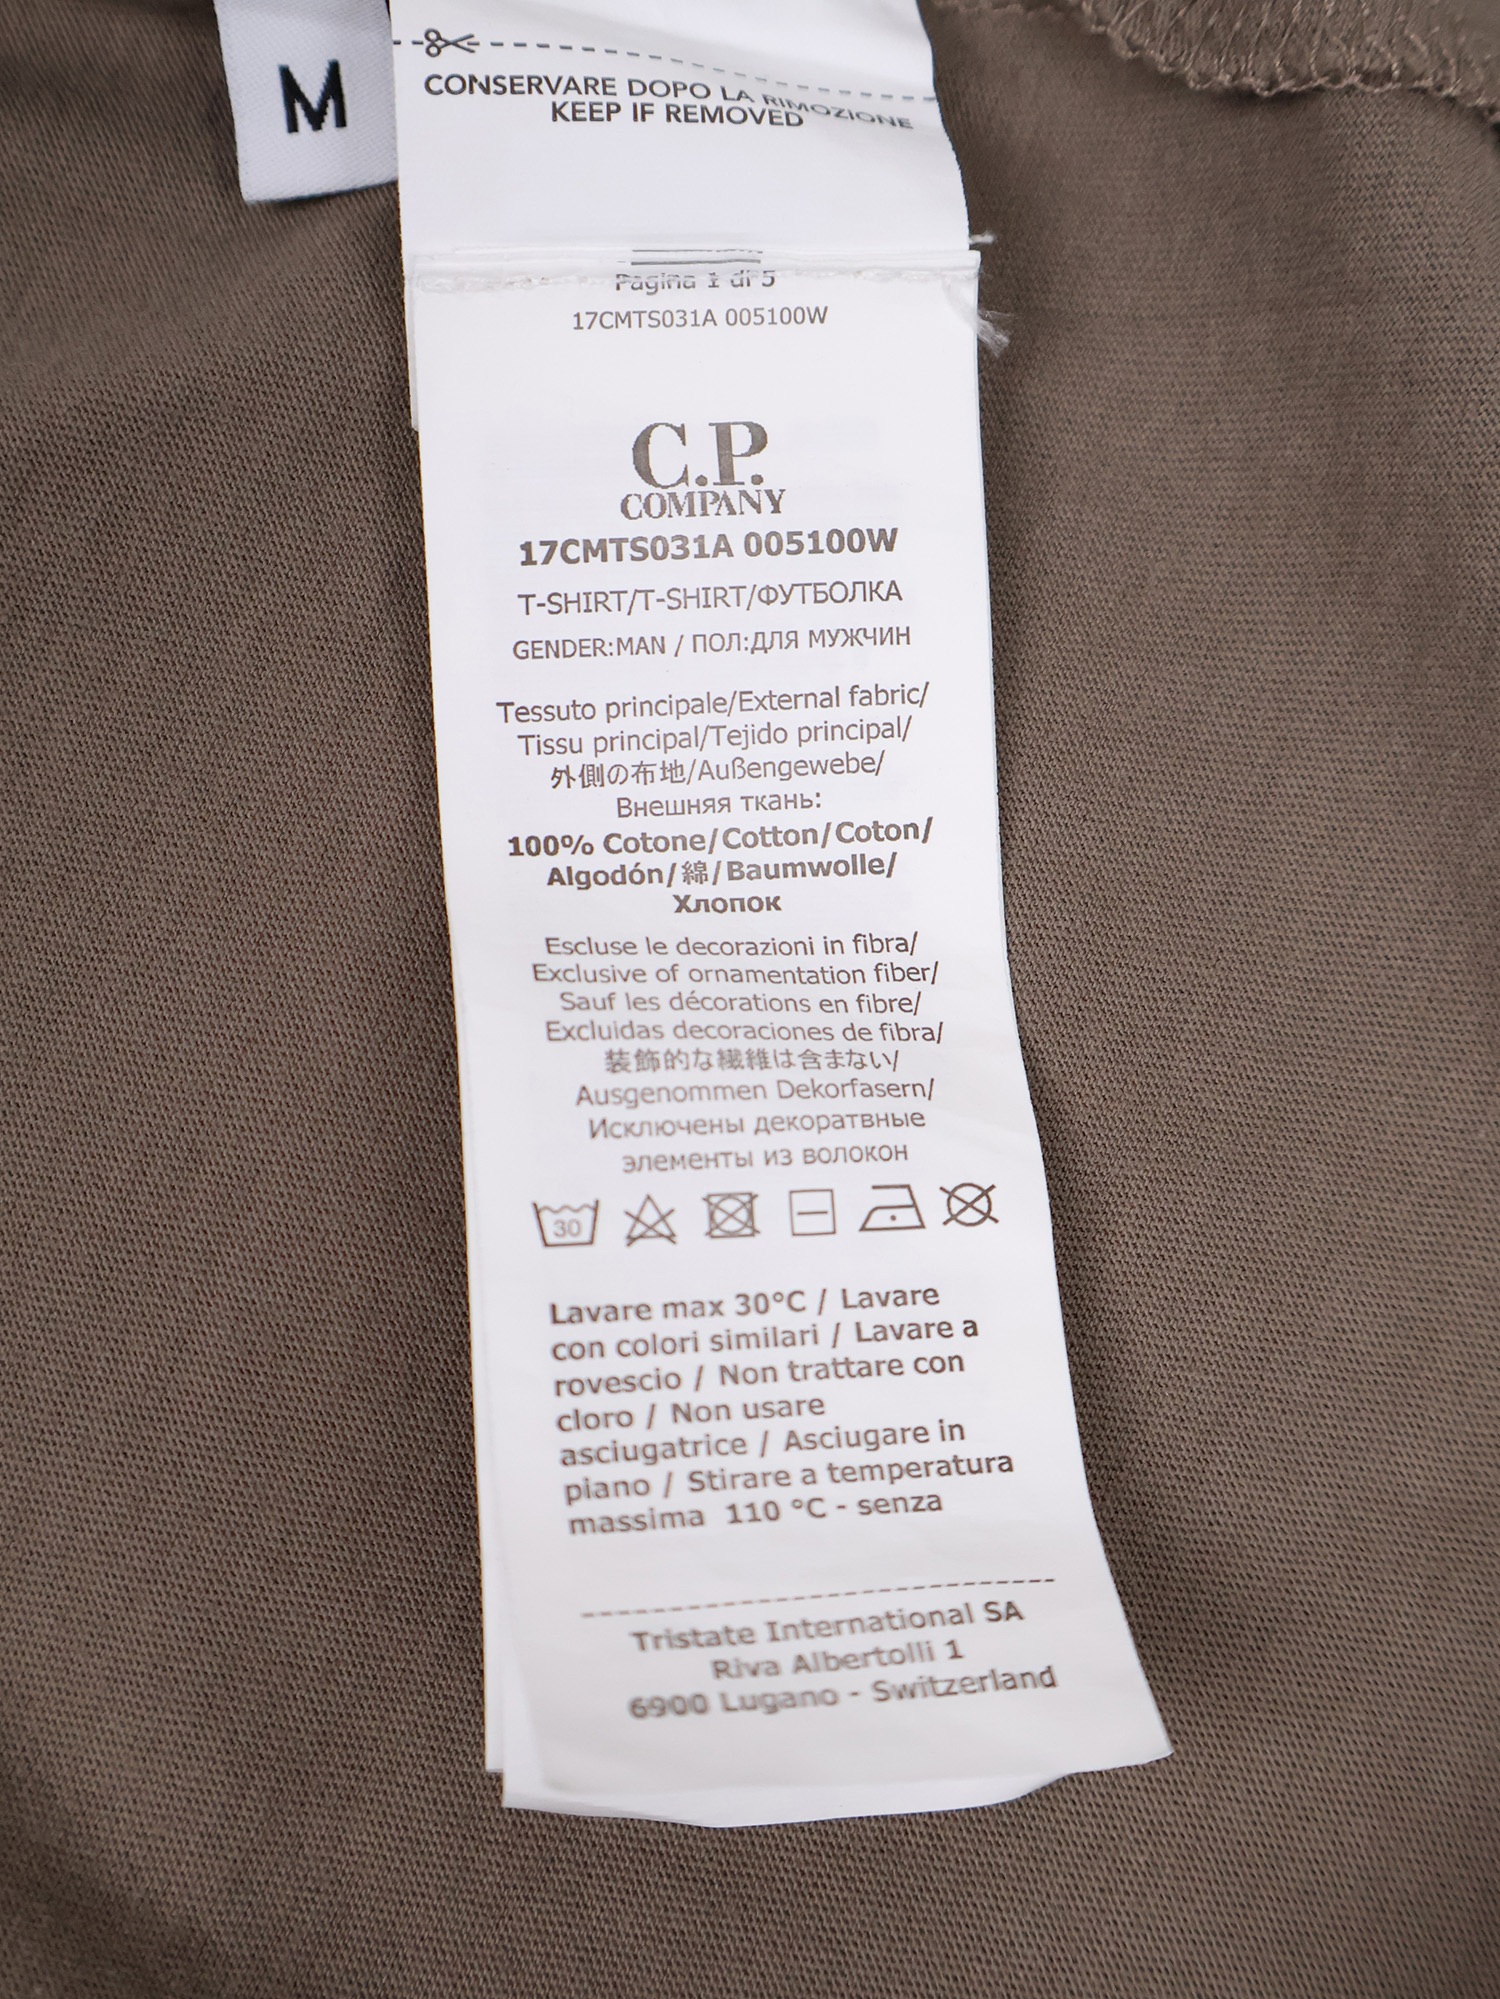 M
CONSERVARE DOPO LA RIMOZIONE
KEEP IF REMOVED
Pagina 1 di 5
17CMTS031A 005100W
C.P.
COMPANY
17CMTS031A 005100W
T-SHIRT/T-SHIRT/ФУТБОЛКА
GENDER:MAN / ПОЛ:ДЛЯ МУЖЧИН
Tessuto principale/External fabric/
Tissu principal/Tejido principal/
外側の布地/Außengewebe/
Внешняя ткань:
100% Cotone/Cotton/Coton/
Algodón/綿/Baumwolle/
Хлопок
Escluse le decorazioni in fibra/
Exclusive of ornamentation fiber/
Sauf les décorations en fibre/
Excluidas decoraciones de fibra/
装飾的な繊維は含まない/
Ausgenommen Dekorfasern/
Исключены декоратвные
элементы из волокон
30
Lavare max 30°C / Lavare
con colori similari / Lavare a
rovescio / Non trattare con
cloro / Non usare
asciugatrice / Asciugare in
piano / Stirare a temperatura
massima 110 °C - senza
Tristate International SA
Riva Albertolli 1
6900 Lugano - Switzerland